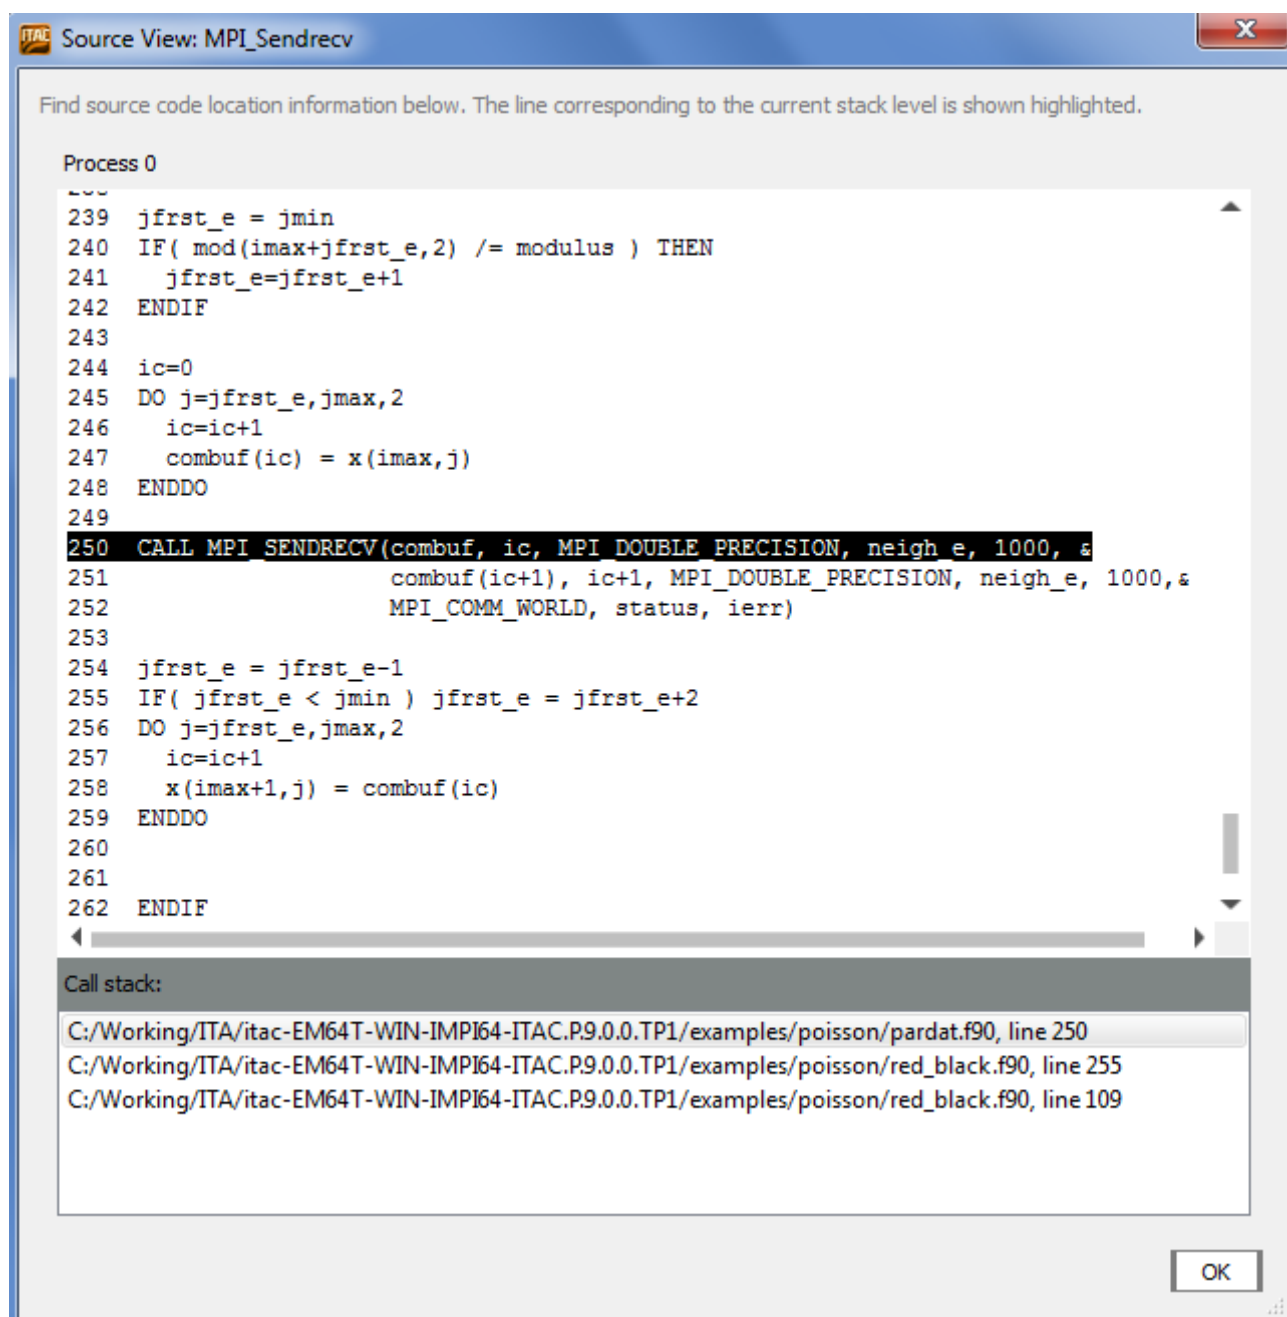 ITAC Source View: MPI_Sendrecv
Find source code location information below. The line corresponding to the current stack level is shown highlighted.
Process 0
239 jfrst_e = jmin
240 IF( mod(imax+jfrst_e,2) /= modulus ) THEN
241 jfrst_e=jfrst_e+1
242 ENDIF
243
244 ic=0
245 DO j=jfrst_e,jmax,2
246 ic=ic+1
247 combuf(ic) = x(imax,j)
248 ENDDO
249
250 CALL MPI_SENDRECV(combuf, ic, MPI_DOUBLE_PRECISION, neigh_e, 1000, &
251 combuf(ic+1), ic+1, MPI_DOUBLE_PRECISION, neigh_e, 1000,&
252 MPI_COMM_WORLD, status, ierr)
253
254 jfrst_e = jfrst_e-1
255 IF( jfrst_e < jmin ) jfrst_e = jfrst_e+2
256 DO j=jfrst_e,jmax,2
257 ic=ic+1
258 x(imax+1,j) = combuf(ic)
259 ENDDO
260
261
262 ENDIF
Call stack:
C:/Working/ITA/itac-EM64T-WIN-IMPI64-ITAC.P.9.0.0.TP1/examples/poisson/pardat.f90, line 250
C:/Working/ITA/itac-EM64T-WIN-IMPI64-ITAC.P.9.0.0.TP1/examples/poisson/red_black.f90, line 255
C:/Working/ITA/itac-EM64T-WIN-IMPI64-ITAC.P.9.0.0.TP1/examples/poisson/red_black.f90, line 109
OK